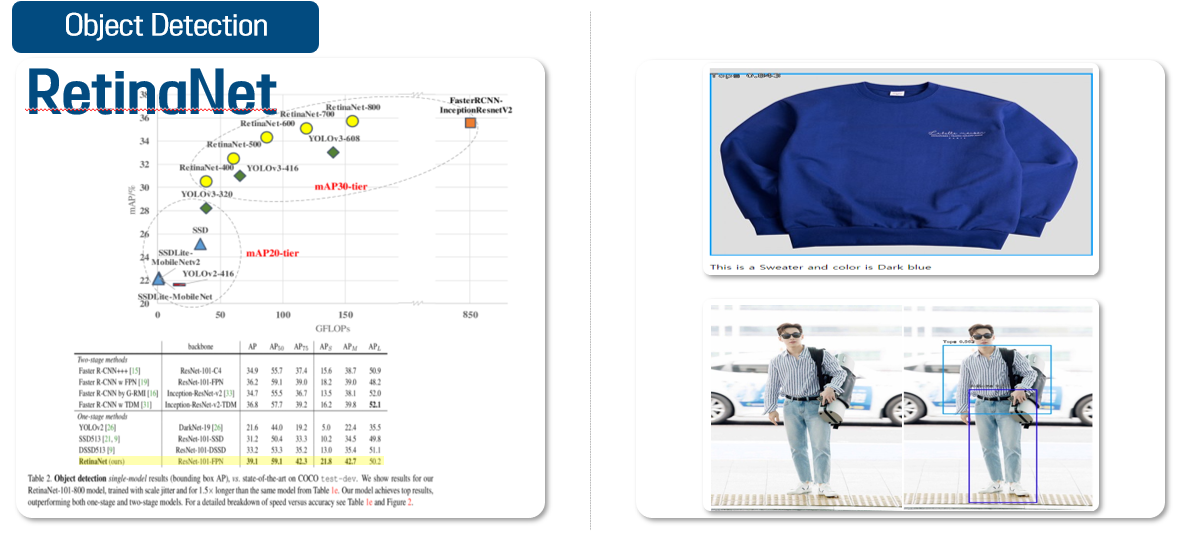 Object Detection
RetinaNet
38
36
34
32
30
28
26
24
22
20
mAP/%
RetinaNet-800
RetinaNet-700
RetinaNet-600
RetinaNet-500
RetinaNet-400
FasterRCNN-
InceptionResnetV2
YOLOv3-608
YOLOv3-416
YOLOv3-320
mAP30-tier
SSD
mAP20-tier
SSDLite-
MobileNetv2
YOLOv2-416
SSDLite-MobileNet
0 50 100 150 850
GFLOPs
backbone AP AP50 AP75 APS APM APL
Two-stage methods
Faster R-CNN+++ [15] ResNet-101-C4 34.9 55.7 37.4 15.6 38.7 50.9
Faster R-CNN w FPN [19] ResNet-101-FPN 36.2 59.1 39.0 18.2 39.0 48.2
Faster R-CNN by G-RMI [16] Inception-ResNet-v2 [33] 34.7 55.5 36.7 13.5 38.1 52.0
Faster R-CNN w TDM [31] Inception-ResNet-v2-TDM 36.8 57.7 39.2 16.2 39.8 52.1
One-stage methods
YOLOv2 [26] DarkNet-19 [26] 21.6 44.0 19.2 5.0 22.4 35.5
SSD513 [21, 9] ResNet-101-SSD 31.2 50.4 33.3 10.2 34.5 49.8
DSSD513 [9] ResNet-101-DSSD 33.2 53.3 35.2 13.0 35.4 51.1
RetinaNet (ours) ResNet-101-FPN 39.1 59.1 42.3 21.8 42.7 50.2
Table 2. Object detection single-model results (bounding box AP), vs. state-of-the-art on COCO test-dev. We show results for our
RetinaNet-101-800 model, trained with scale jitter and for 1.5× longer than the same model from Table 1e. Our model achieves top results,
outperforming both one-stage and two-stage models. For a detailed breakdown of speed versus accuracy see Table 1e and Figure 2.
This is a Sweater and color is Dark blue